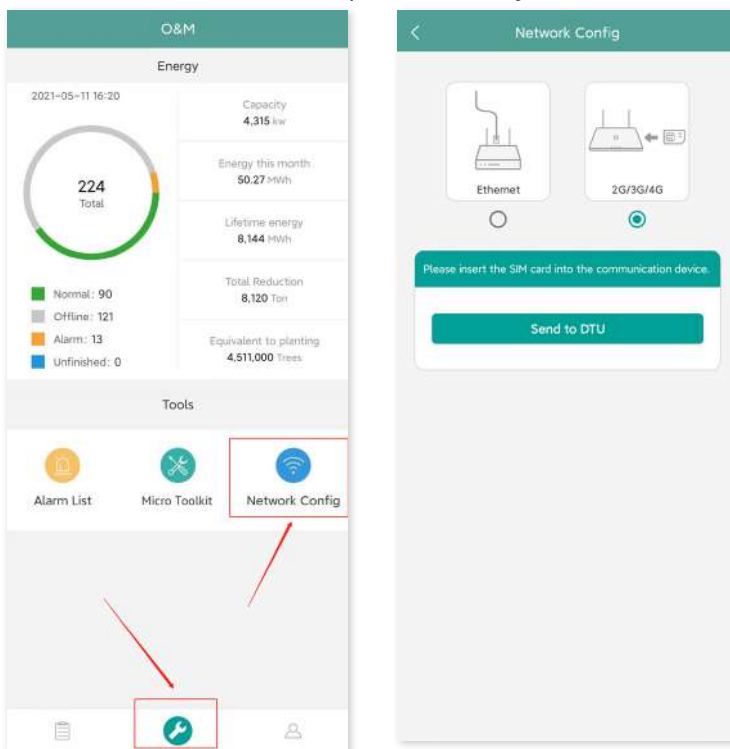 O&M
Energy
2021-05-11 16:20
224
Total
Normal: 90
Offline: 121
Alarm: 13
Unfinished: 0
Capacity
4,315 kw
Energy this month
50.27 MWh
Lifetime energy
8,144 MWh
Total Reduction
8,120 Ton
Equivalent to planting
4,511,000 Trees
Tools
Alarm List
Micro Toolkit
Network Config
Network Config
Ethernet
2G/3G/4G
Please insert the SIM card into the communication device.
Send to DTU